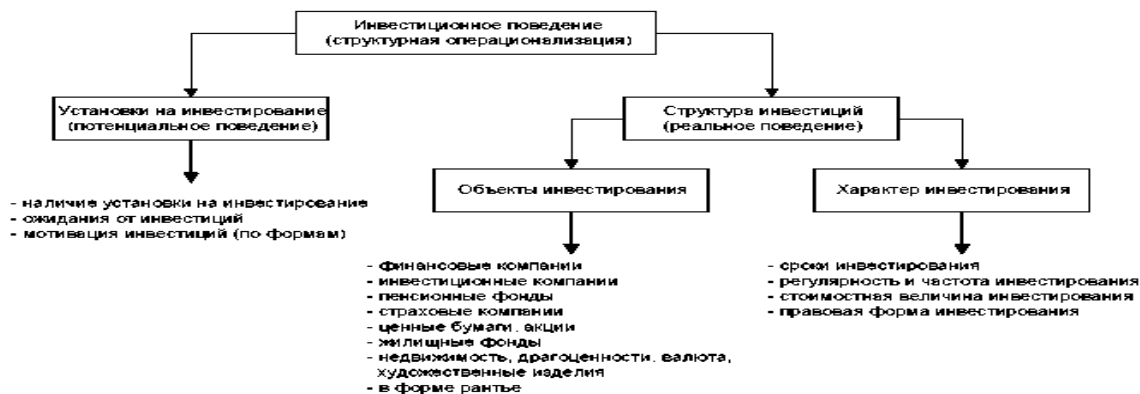 Инвестиционное поведение
(структурная операционализация)
Установки на инвестирование
(потенциальное поведение)
Структура инвестиций
(реальное поведение)
Объекты инвестирования
Характер инвестирования
- наличие установки на инвестирование
- ожидания от инвестиций
- мотивация инвестиций (по формам)
- финансовые компании
- инвестиционные компании
- пенсионные фонды
- страховые компании
- ценные бумаги, акции
- жилищные фонды
- недвижимость, драгоценности, валюта,
художественные изделия
- в форме рантье
- сроки инвестирования
- регулярность и частота инвестирования
- стоимостная величина инвестирования
- правовая форма инвестирования